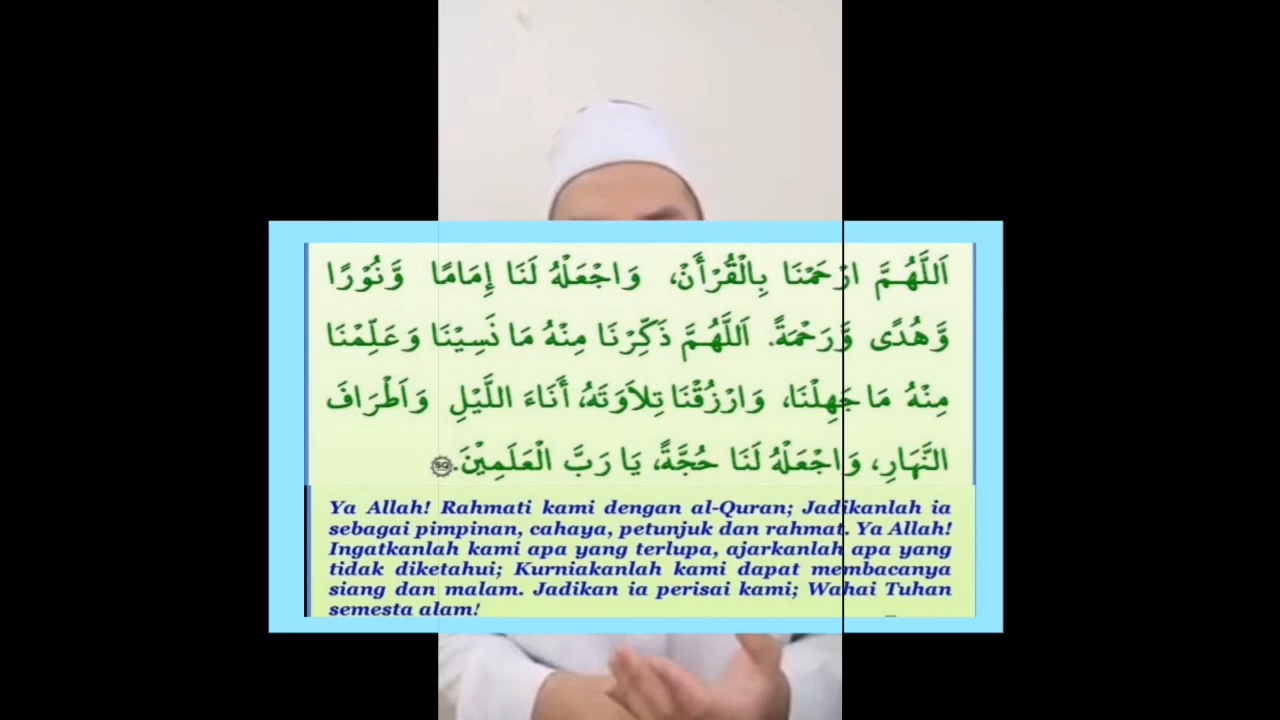 اَللَّهُمَّ ارْحَمْنَا بِالْقُرْأَنْ، وَاجْعَلْهُ لَنَا إِمَامًا وَّنُوْرًا
وَّهُدًى وَّرَحْمَةً. اَللَّهُمَّ ذَكِّرْنَا مِنْهُ مَا نَسِيْنَا وَعَلِّمْنَا
مِنْهُ مَا جَهِلْنَا، وَارْزُقْنَا تِلاَوَتَهُ، أَنَاءَ اللَّيْلِ وَاَطْرَافَ
النَّهَارِ، وَاجْعَلْهُ لَنَا حُجَّةً، يَا رَبَّ الْعَلَمِيْنَ. SQ
Ya Allah! Rahmati kami dengan al-Quran; Jadikanlah ia
sebagai pimpinan, cahaya, petunjuk dan rahmat. Ya Allah!
Ingatkanlah kami apa yang terlupa, ajarkanlah apa yang
tidak diketahui; Kurniakanlah kami dapat membacanya
siang dan malam. Jadikan ia perisai kami; Wahai Tuhan
semesta alam!